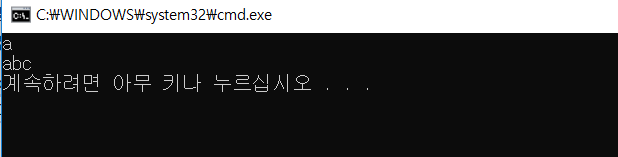 C:₩WINDOWS₩system32₩cmd.exe
a
abc
계속하려면 아무 키나 누르십시오 . . .